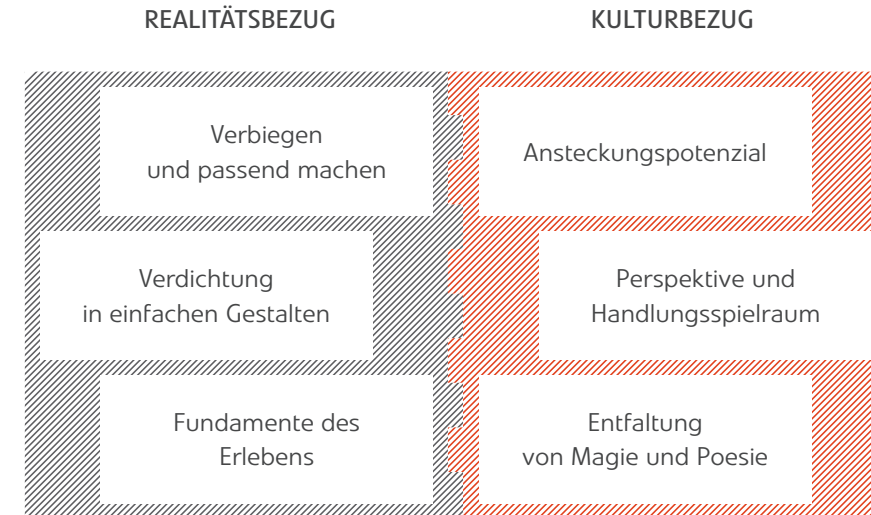 REALITÄTSBEZUG
KULTURBEZUG
Verbiegen
und passend machen
Ansteckungspotenzial
Verdichtung
in einfachen Gestalten
Perspektive und
Handlungsspielraum
Fundamente des
Erlebens
Entfaltung
von Magie und Poesie